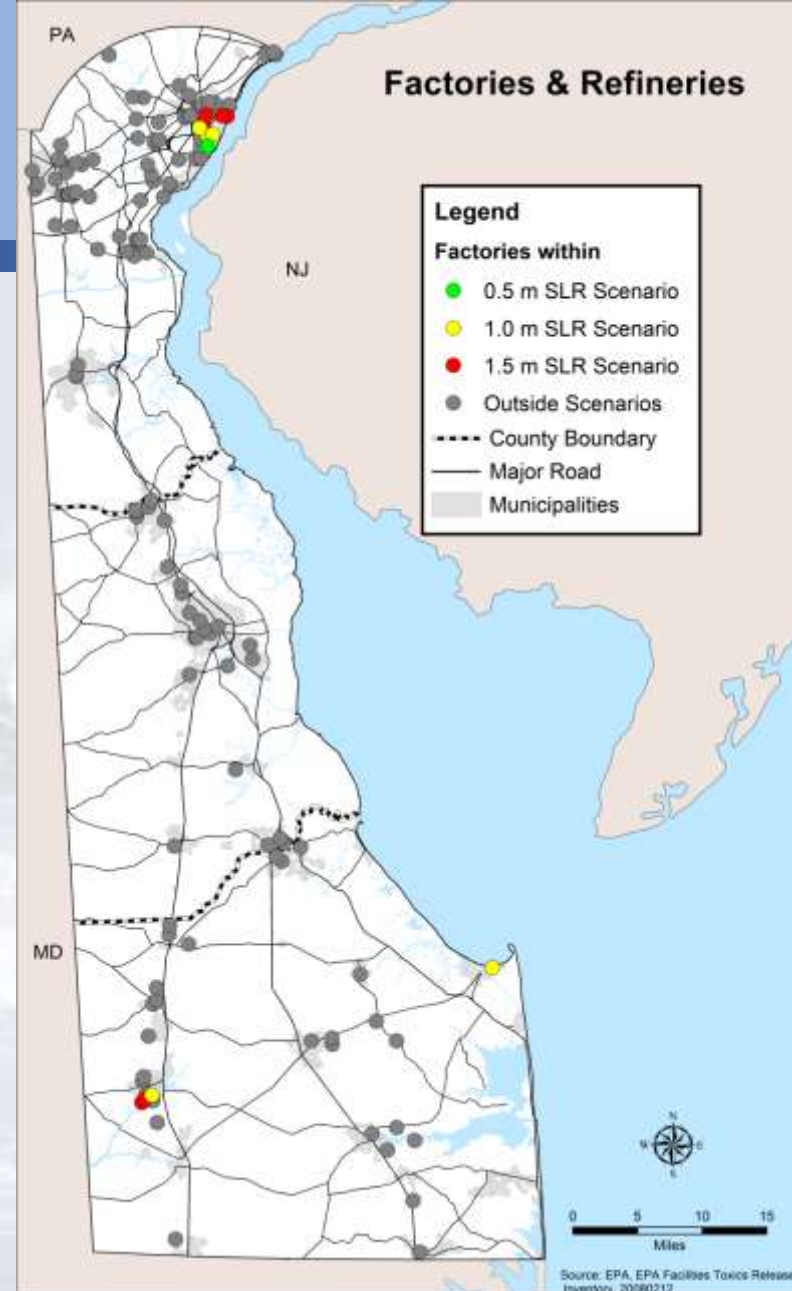 PA
Factories & Refineries
NJ
Legend
Factories within
0.5 m SLR Scenario
1.0 m SLR Scenario
1.5 m SLR Scenario
Outside Scenarios
County Boundary
Major Road
Municipalities
MD
N
W E
S
0 5 10 15
Miles
Source: EPA, EPA Facilities Toxics Release
Inventory, 20080212